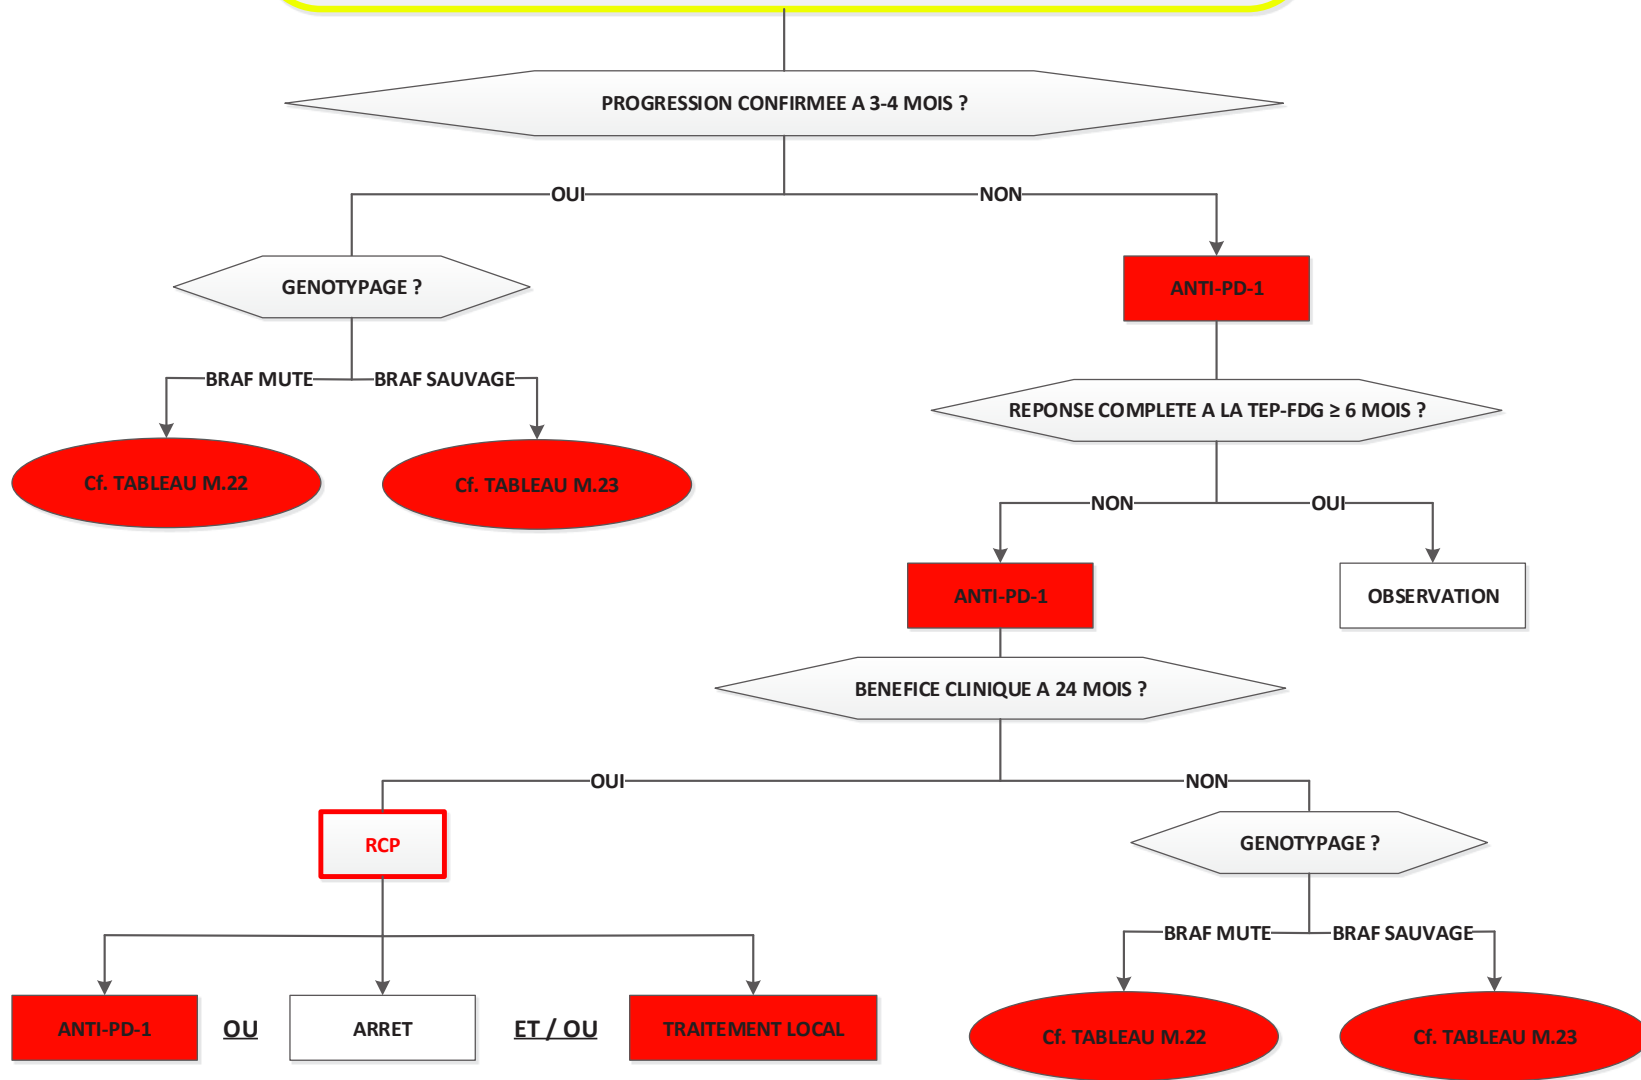 PROGRESSION CONFIRMEE A 3-4 MOIS ?
OUI
NON
GENOTYPAGE ?
ANTI-PD-1
BRAF MUTE
BRAF SAUVAGE
REPONSE COMPLETE A LA TEP-FDG ≥ 6 MOIS ?
Cf. TABLEAU M.22
Cf. TABLEAU M.23
NON
OUI
ANTI-PD-1
OBSERVATION
BENEFICE CLINIQUE A 24 MOIS ?
OUI
NON
RCP
GENOTYPAGE ?
BRAF MUTE
BRAF SAUVAGE
ANTI-PD-1
OU
ARRET
ET / OU
TRAITEMENT LOCAL
Cf. TABLEAU M.22
Cf. TABLEAU M.23